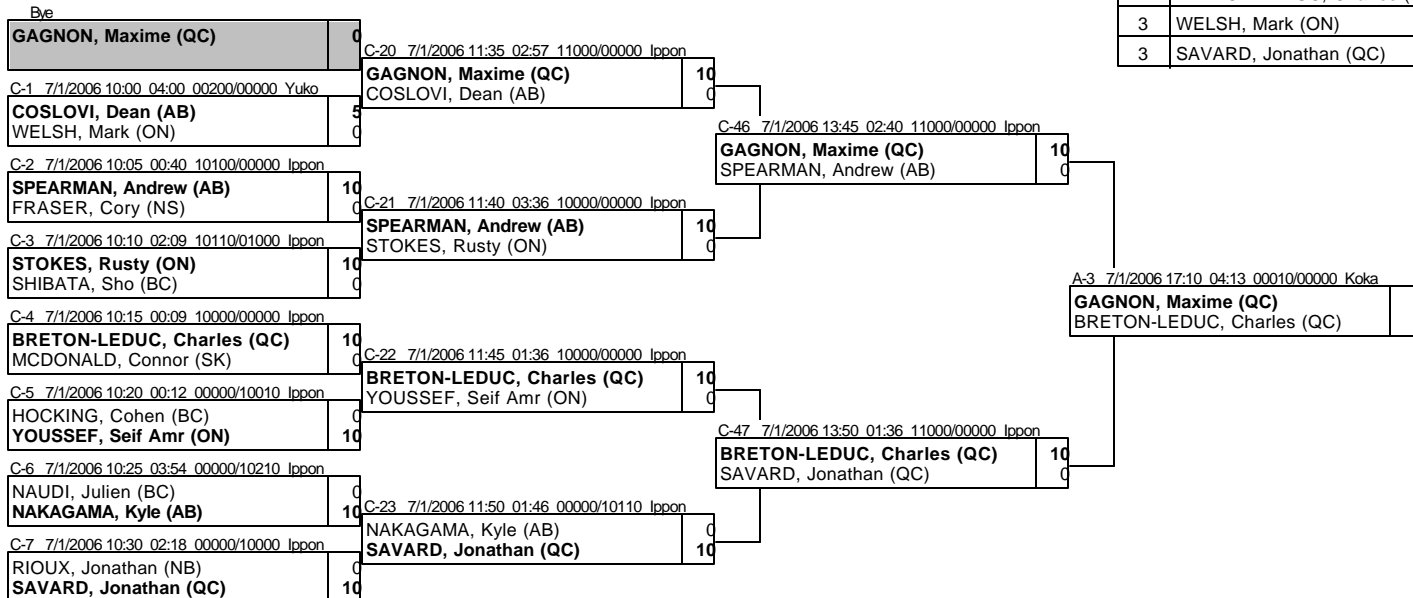 Bye
GAGNON, Maxime (QC) 0
C-1 7/1/2006 10:00 04:00 00200/00000 Yuko
COSLOVI, Dean (AB) 5
WELSH, Mark (ON) 0
C-2 7/1/2006 10:05 00:40 10100/00000 Ippon
SPEARMAN, Andrew (AB) 10
FRASER, Cory (NS) 0
C-3 7/1/2006 10:10 02:09 10110/01000 Ippon
STOKES, Rusty (ON) 10
SHIBATA, Sho (BC) 0
C-4 7/1/2006 10:15 00:09 10000/00000 Ippon
BRETON-LEDUC, Charles (QC) 10
MCDONALD, Connor (SK) 0
C-5 7/1/2006 10:20 00:12 00000/10010 Ippon
HOCKING, Cohen (BC) 0
YOUSSEF, Seif Amr (ON) 10
C-6 7/1/2006 10:25 03:54 00000/10210 Ippon
NAUDI, Julien (BC) 0
NAKAGAMA, Kyle (AB) 10
C-7 7/1/2006 10:30 02:18 00000/10000 Ippon
RIOUX, Jonathan (NB) 0
SAVARD, Jonathan (QC) 10
C-20 7/1/2006 11:35 02:57 11000/00000 Ippon
GAGNON, Maxime (QC) 10
COSLOVI, Dean (AB) 0
C-21 7/1/2006 11:40 03:36 10000/00000 Ippon
SPEARMAN, Andrew (AB) 10
STOKES, Rusty (ON) 0
C-22 7/1/2006 11:45 01:36 10000/00000 Ippon
BRETON-LEDUC, Charles (QC) 10
YOUSSEF, Seif Amr (ON) 0
C-23 7/1/2006 11:50 01:46 00000/10110 Ippon
NAKAGAMA, Kyle (AB) 0
SAVARD, Jonathan (QC) 10
C-46 7/1/2006 13:45 02:40 11000/00000 Ippon
GAGNON, Maxime (QC) 10
SPEARMAN, Andrew (AB) 0
C-47 7/1/2006 13:50 01:36 11000/00000 Ippon
BRETON-LEDUC, Charles (QC) 10
SAVARD, Jonathan (QC) 0
A-3 7/1/2006 17:10 04:13 00010/00000 Koka
GAGNON, Maxime (QC)
BRETON-LEDUC, Charles (QC)
3 WELSH, Mark (ON)
3 SAVARD, Jonathan (QC)